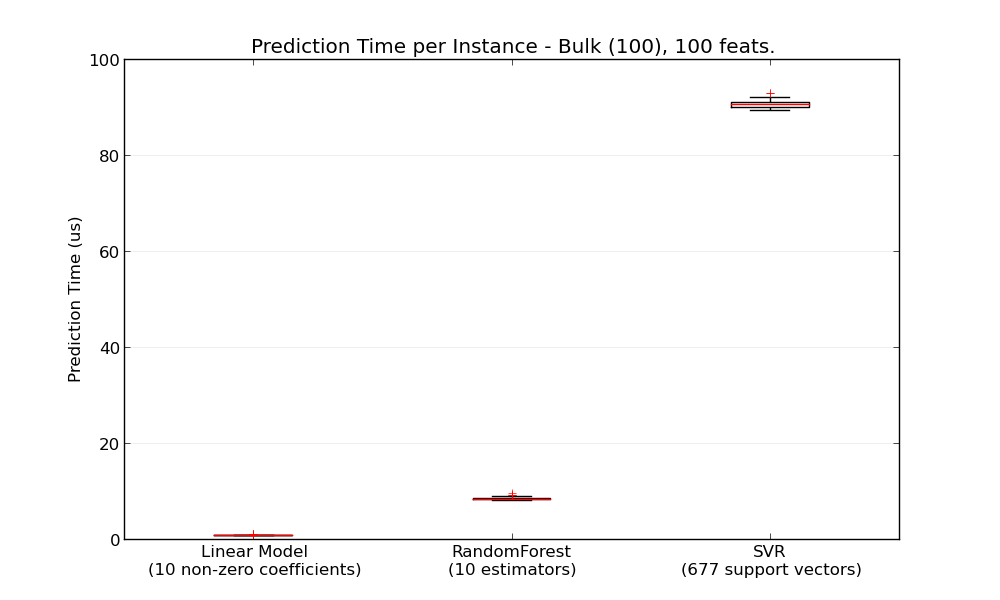 Prediction Time per Instance - Bulk (100), 100 feats.
100
80
60
40
20
0
Prediction Time (us)
Linear Model
(10 non-zero coefficients)
RandomForest
(10 estimators)
SVR
(677 support vectors)